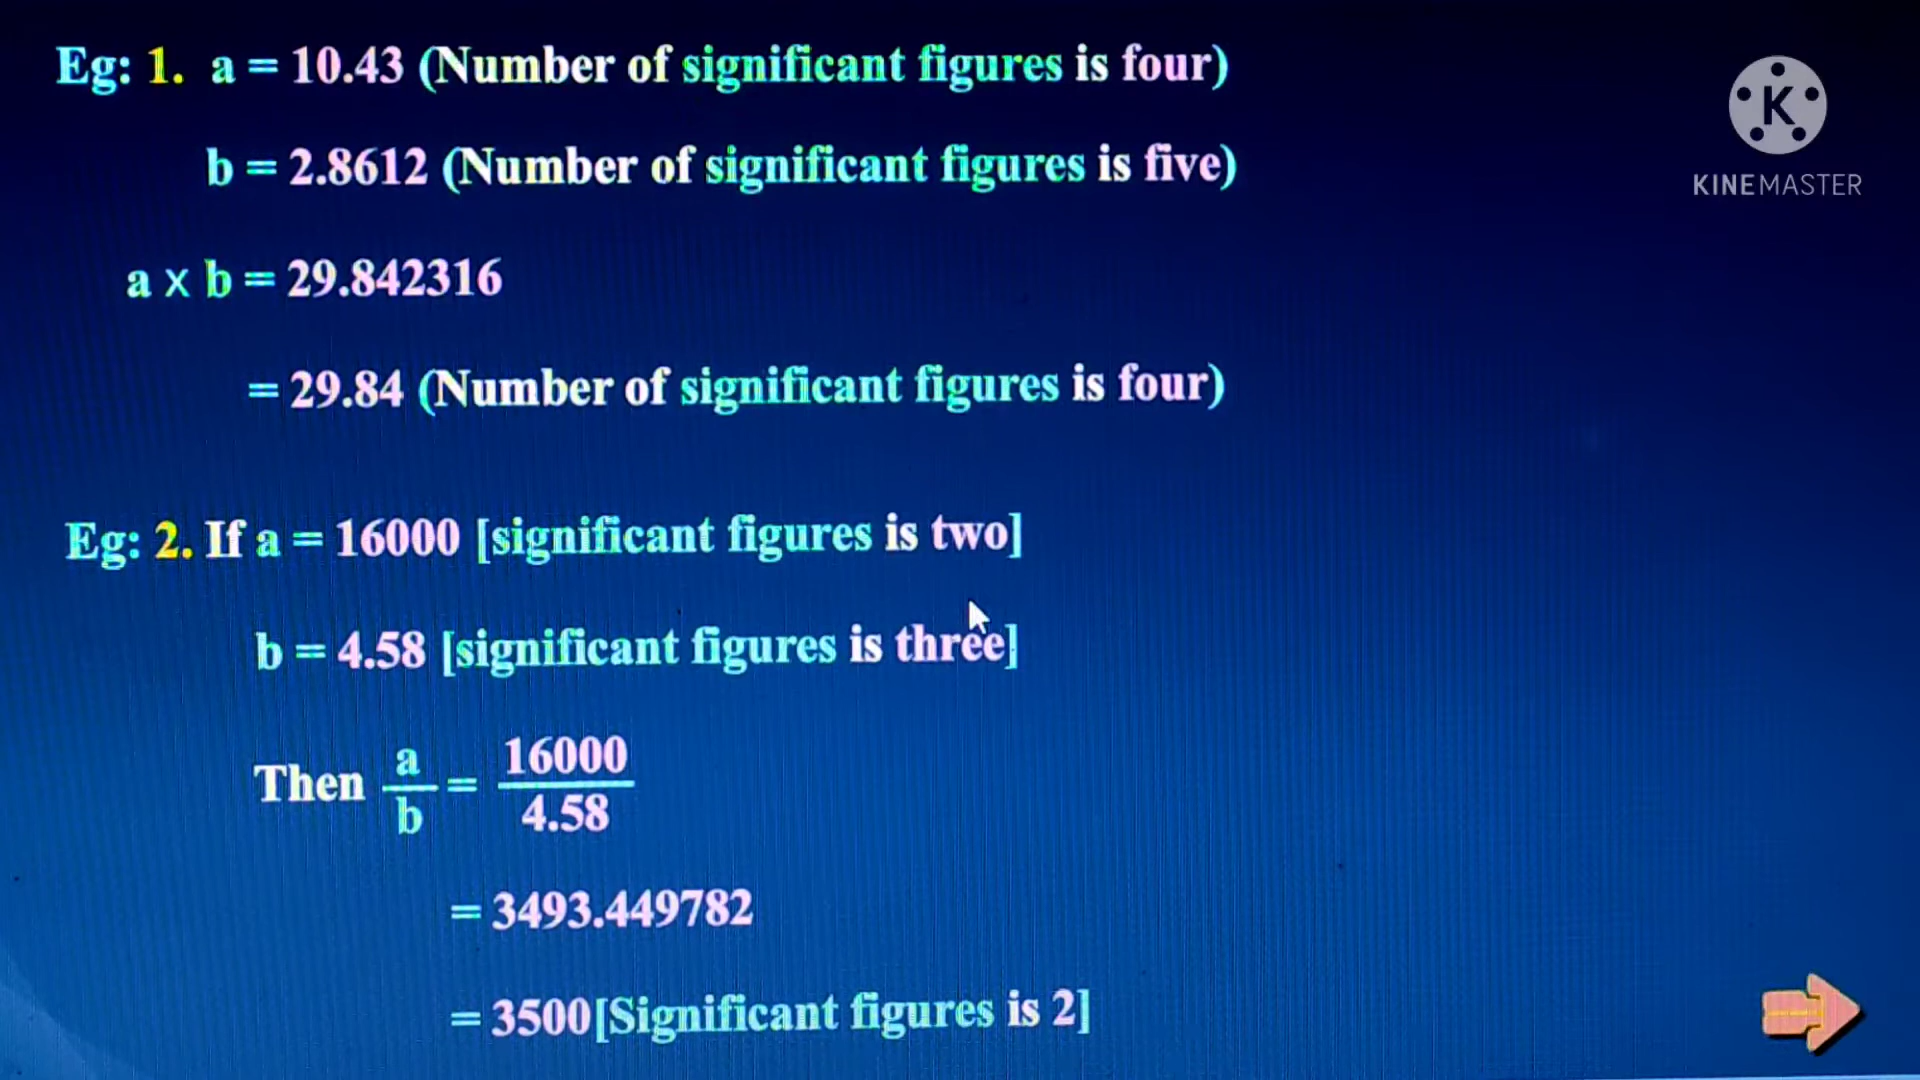 Eg: 1. a = 10.43 (Number of significant figures is four)
b = 2.8612 (Number of significant figures is five)
a x b = 29.842316
= 29.84 (Number of significant figures is four)
Eg: 2. If a = 16000 [significant figures is two]
b = 4.58 [significant figures is three]
Then a/b = 16000/4.58
= 3493.449782
= 3500[Significant figures is 2]
K
KINEMASTER